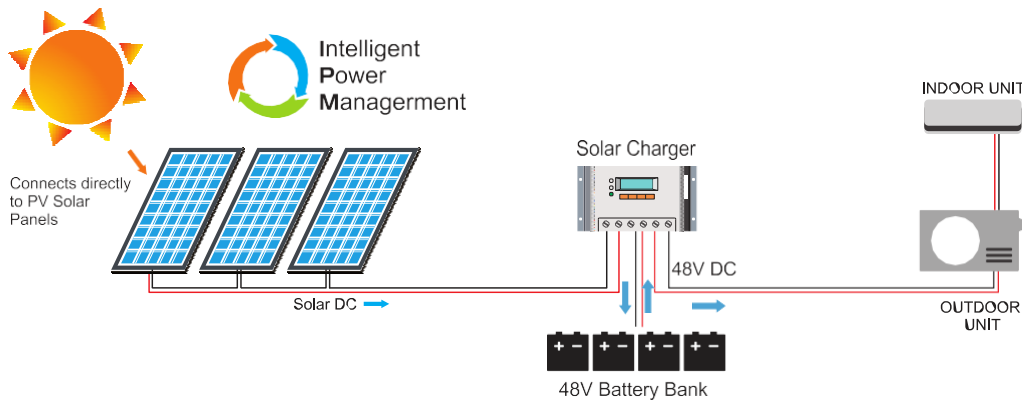 Intelligent
Power
Managerment
INDOOR UNIT
Solar Charger
Connects directly
to PV Solar
Panels
48V DC
Solar DC
OUTDOOR
UNIT
+ − + − + − + −
48V Battery Bank